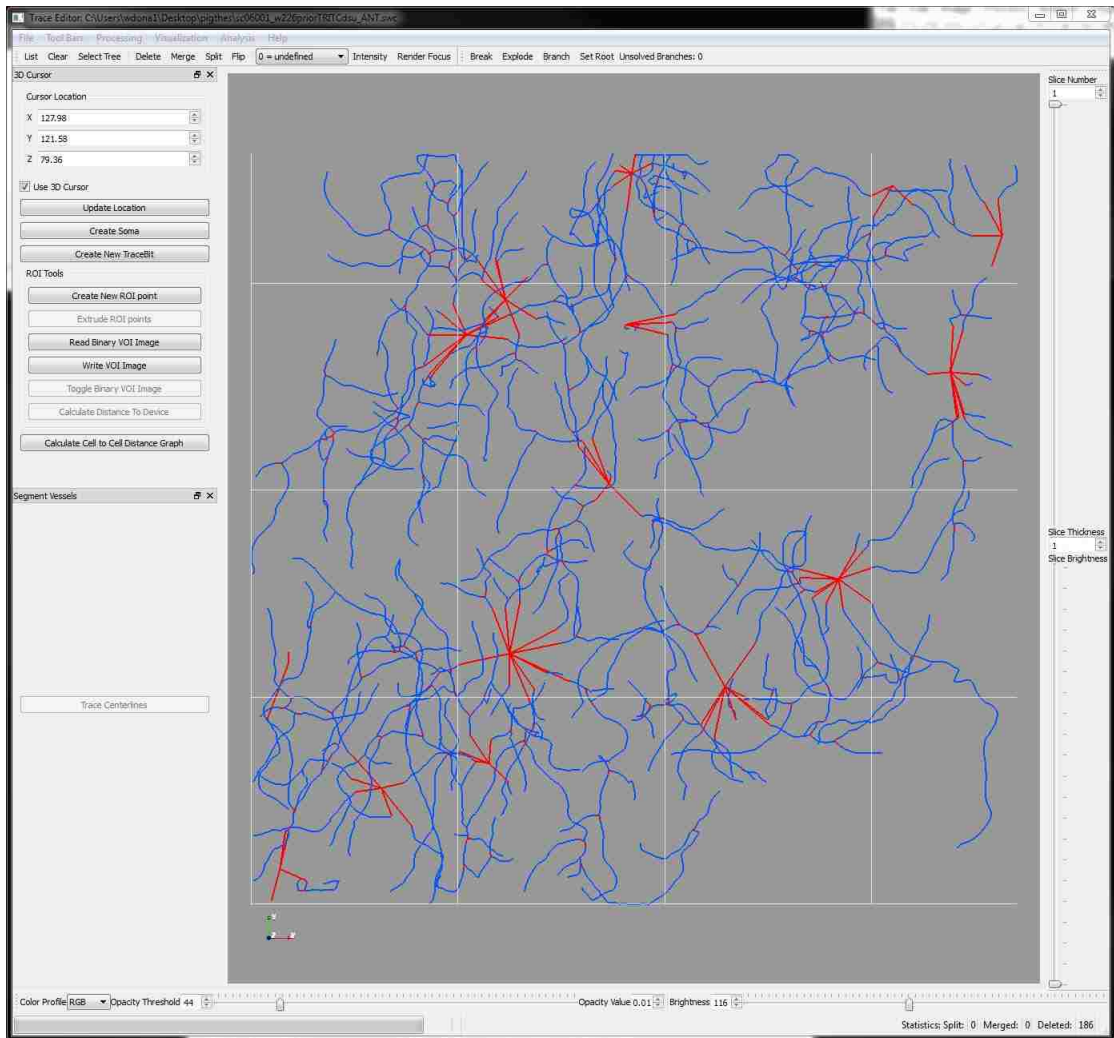 Trace Editor: C:\Users\wdona1\Desktop\pigthes\sc06001_w226priorTRITCdsu_ANT.swc
File Tool Bars Processing Visualization Analysis Help
List Clear Select Tree Delete Merge Split Flip 0 = undefined Intensity Render Focus Break Explode Branch Set Root Unsolved Branches: 0
3D Cursor
Cursor Location
X 127.98
Y 121.58
Z 79.36
Use 3D Cursor
Update Location
Create Soma
Create New TraceBit
ROI Tools
Create New ROI point
Extrude ROI points
Read Binary VOI Image
Write VOI Image
Toggle Binary VOI Image
Calculate Distance To Device
Calculate Cell to Cell Distance Graph
Segment Vessels
Trace Centerlines
Slice Number
1
Slice Thickness
1
Slice Brightness
Color Profile RGB Opacity Threshold 44 Opacity Value 0.01 Brightness 116
Statistics: Split: 0 Merged: 0 Deleted: 186